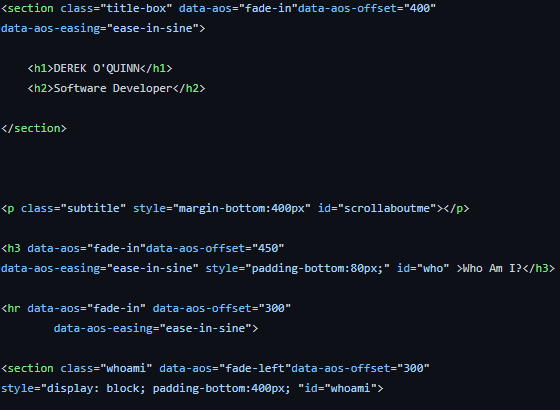 <section class="title-box" data-aos="fade-in"data-aos-offset="400"
data-aos-easing="ease-in-sine">
<h1>DEREK O'QUINN</h1>
<h2>Software Developer</h2>
</section>
<p class="subtitle" style="margin-bottom:400px" id="scrollaboutme"></p>
<h3 data-aos="fade-in"data-aos-offset="450"
data-aos-easing="ease-in-sine" style="padding-bottom:80px;" id="who" >Who Am I?</h3>
<hr data-aos="fade-in" data-aos-offset="300"
data-aos-easing="ease-in-sine">
<section class="whoami" data-aos="fade-left"data-aos-offset="300"
style="display: block; padding-bottom:400px; "id="whoami">